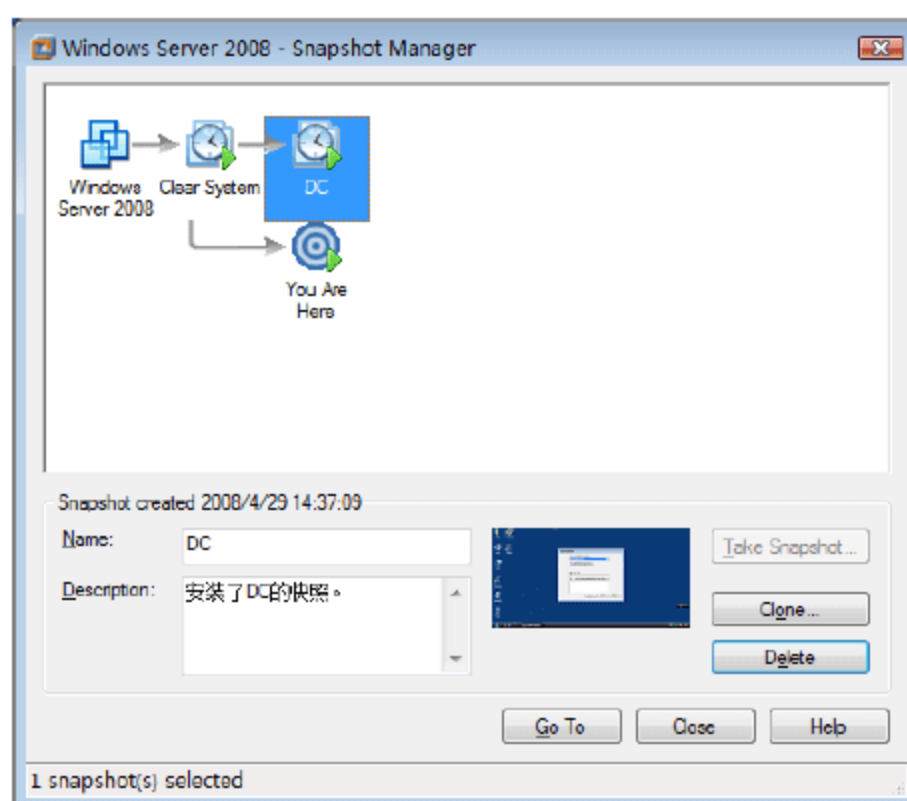 Windows Server 2008 - Snapshot Manager
Windows Server 2008
Clear System
DC
You Are Here
Snapshot created 2008/4/29 14:37:09
Name:
DC
Take Snapshot...
Description:
安装了DC的快照。
Clone...
Delete
Go To
Close
Help
1 snapshot(s) selected